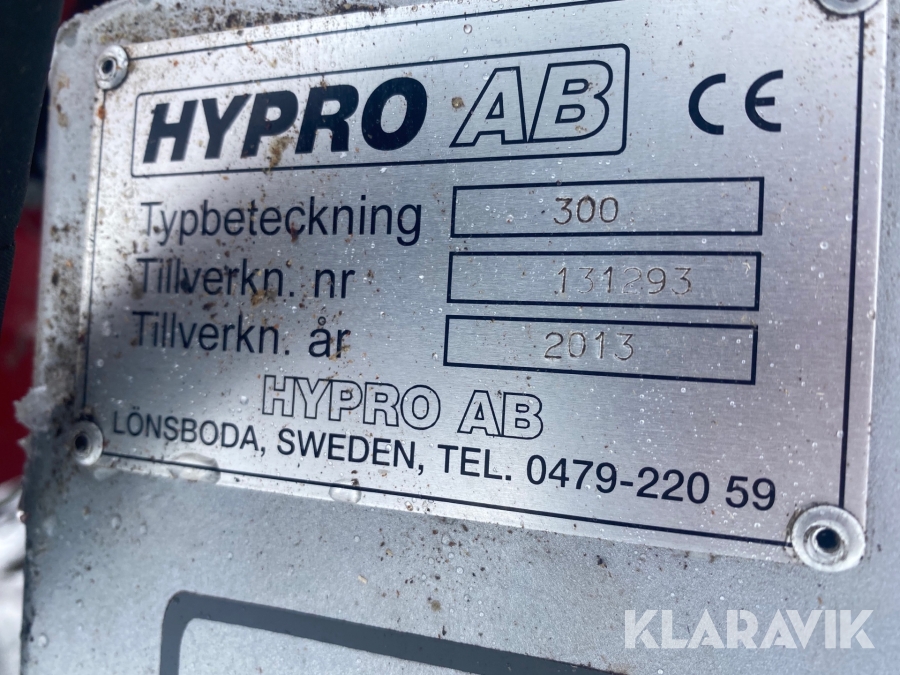 HYPRO AB CE
Typbeteckning 300
Tillverkn. nr 131293
Tillverkn. år 2013
HYPRO AB
LÖNSBODA, SWEDEN, TEL. 0479-220 59
KLARAVIK